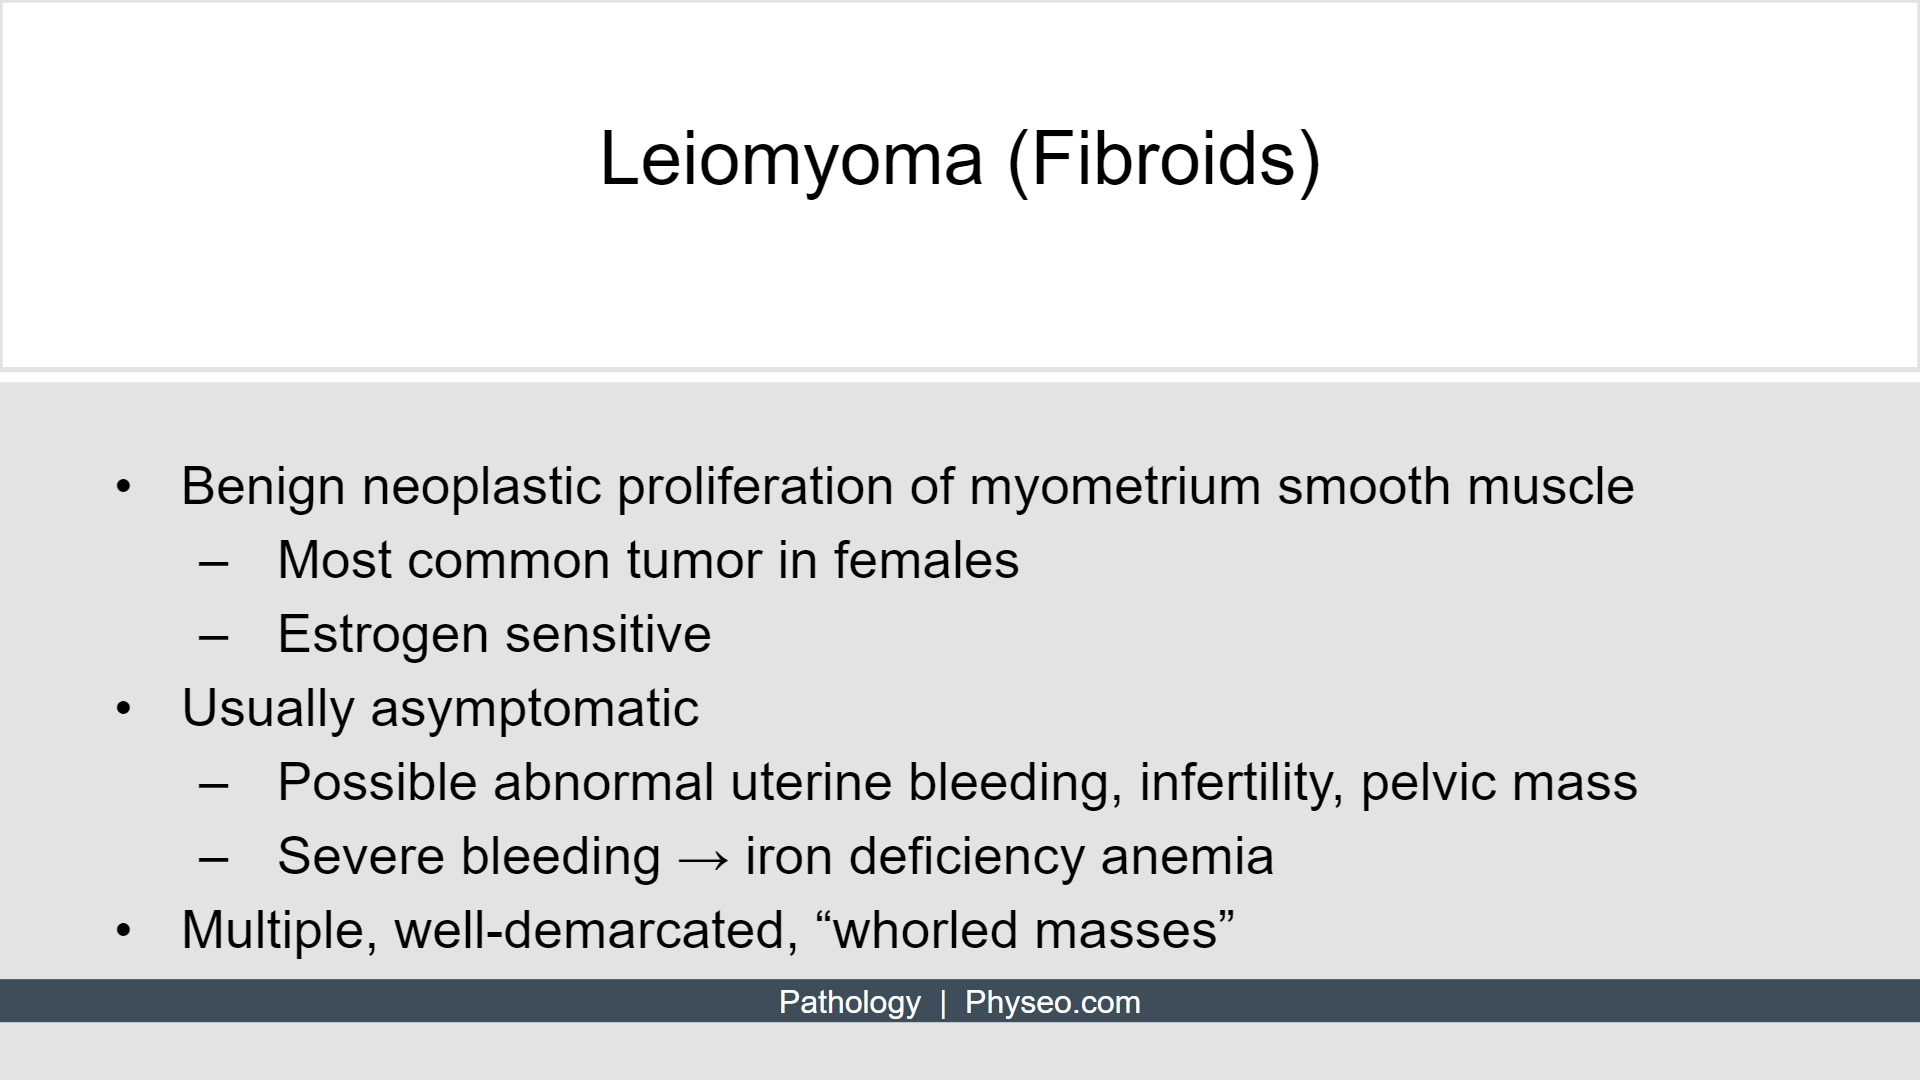 Leiomyoma (Fibroids)
• Benign neoplastic proliferation of myometrium smooth muscle
– Most common tumor in females
– Estrogen sensitive
• Usually asymptomatic
– Possible abnormal uterine bleeding, infertility, pelvic mass
– Severe bleeding → iron deficiency anemia
• Multiple, well-demarcated, “whorled masses”
Pathology | Physeo.com